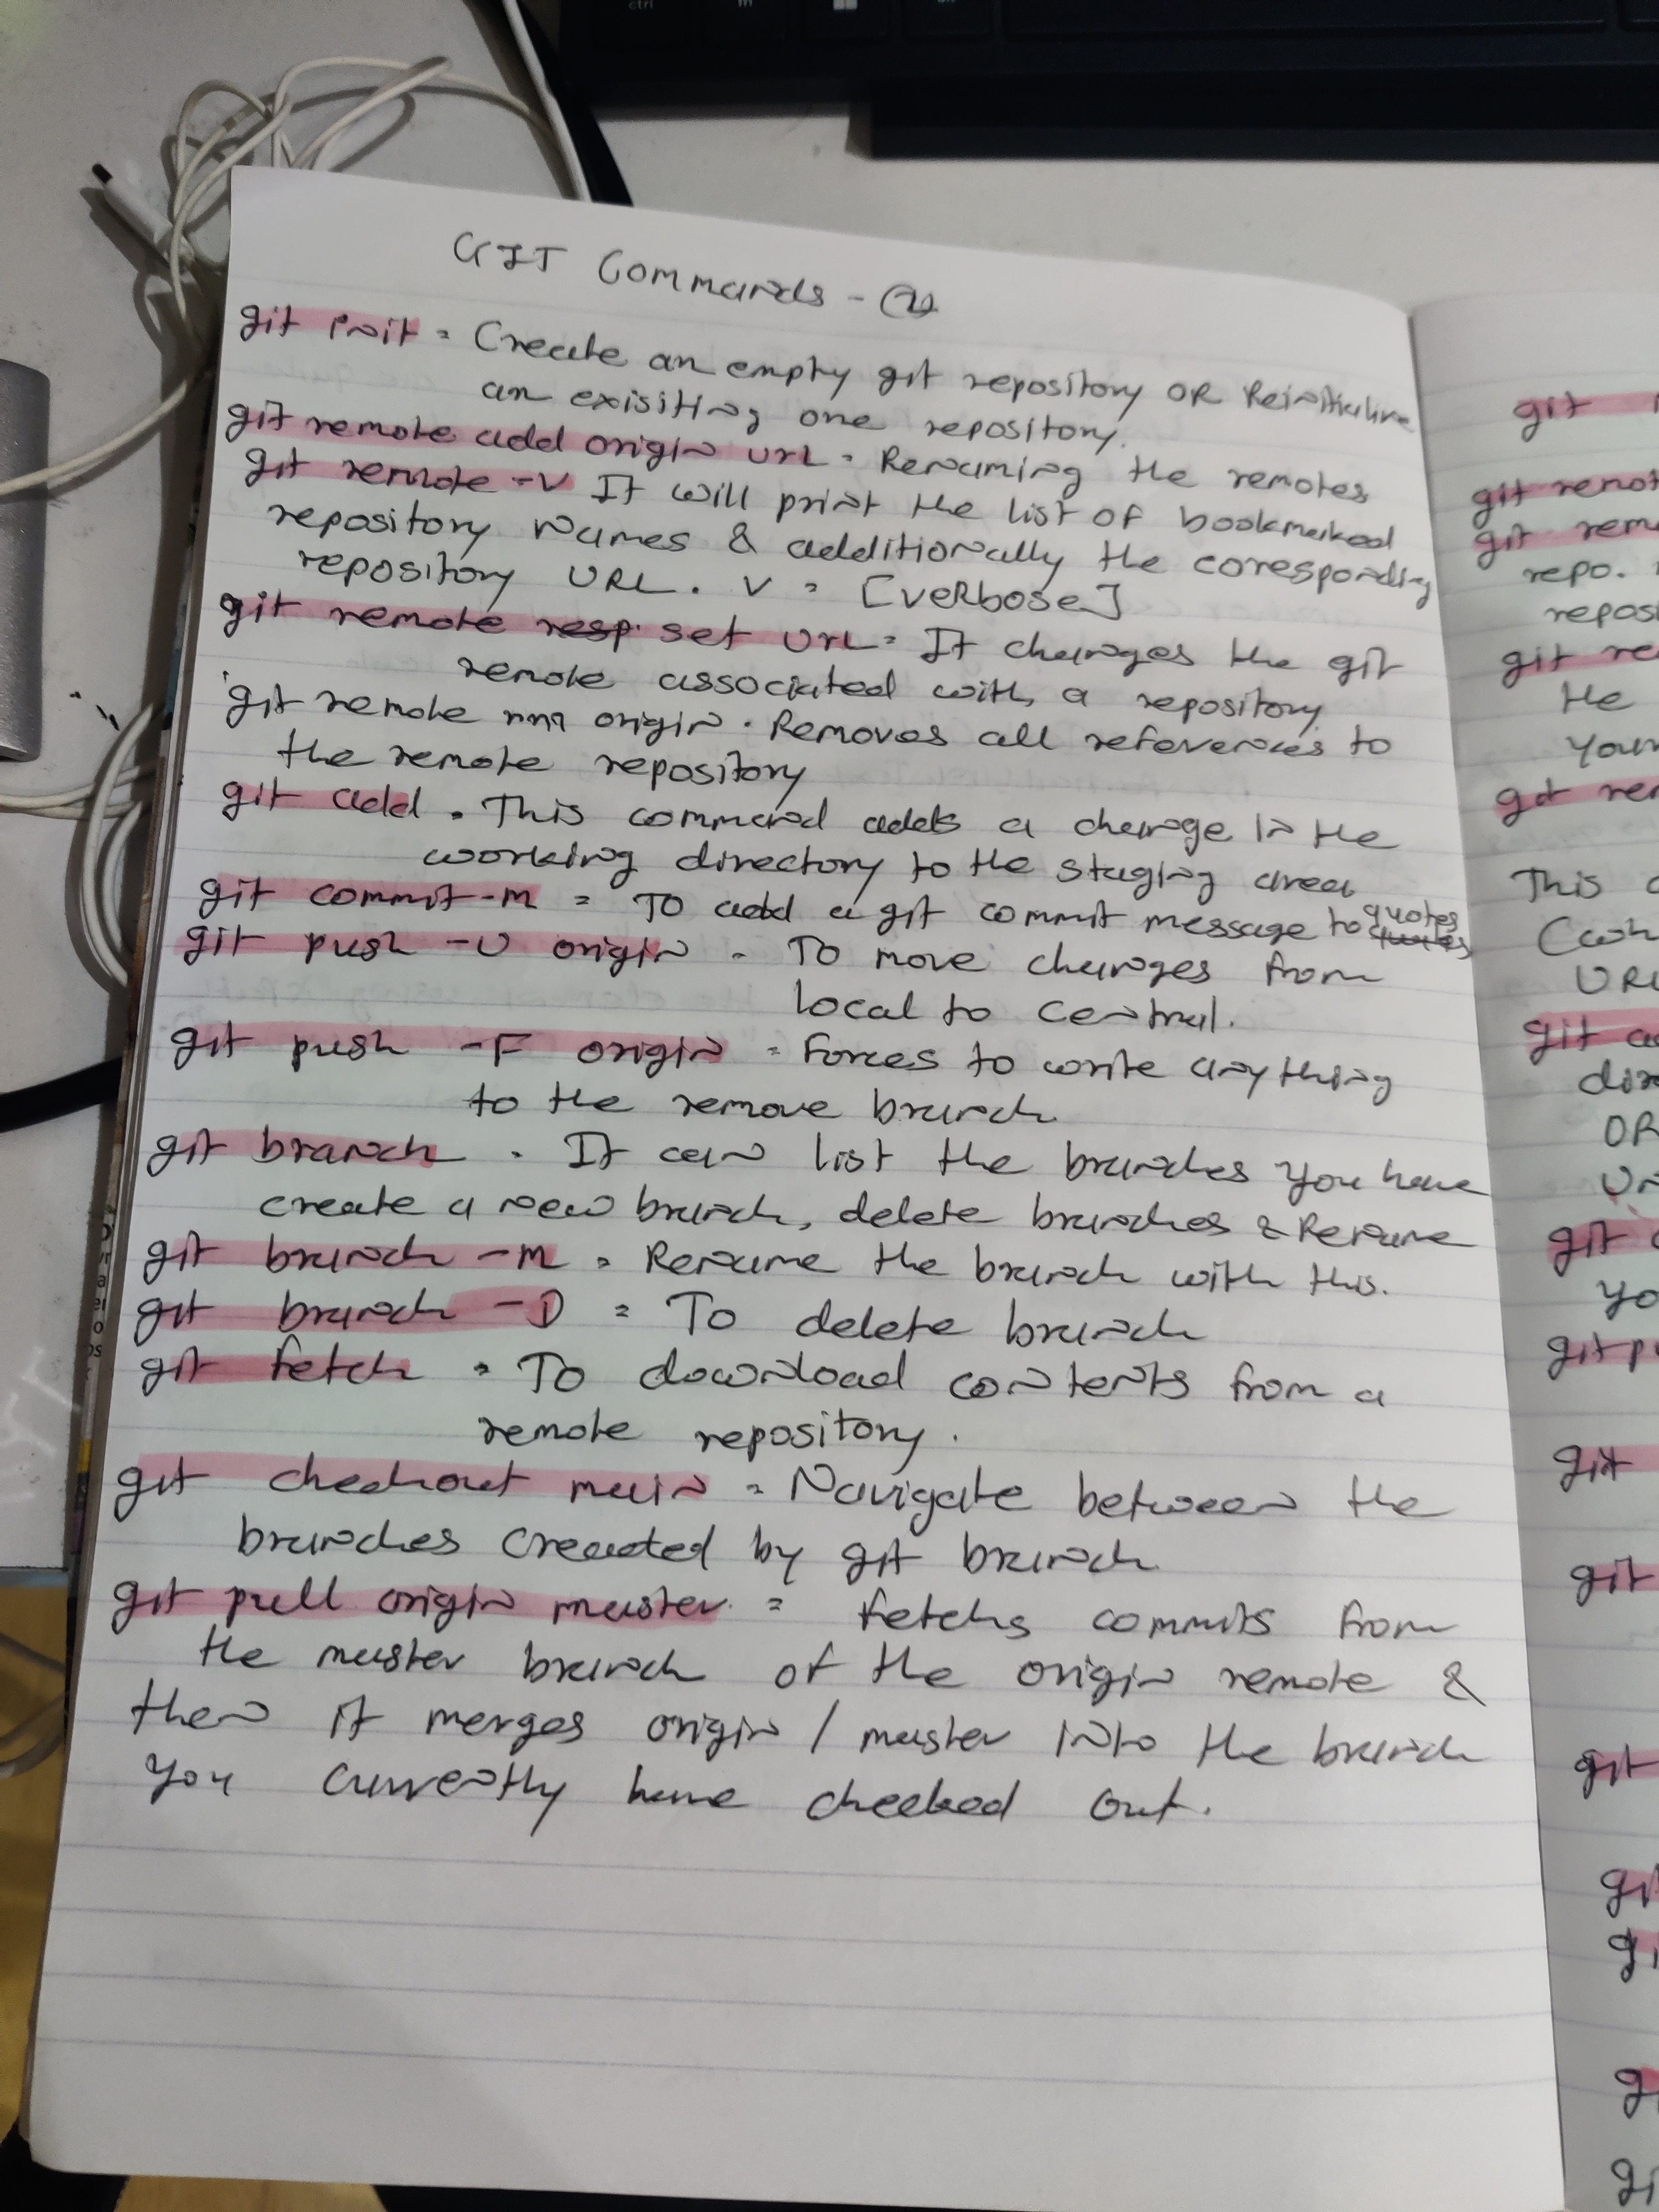 GIT Commands -
git init = Create an empty git repository OR Reinitialize
an exisiting one repository.
git remote add origin URL = Renaming the remotes
git remote -v It will print the list of bookmarked
repository names & additionally the coresponding
repository URL. V = [veRbose]
git remote resp. set URL = It changes the git
remote associated with a repository
git remote origin . Removes all references to
the remote repository
git add . This command adds a change in the
working directory to the staging area
git commit -m = To add a git commit message to quotes
git push -U origin = To move changes from
local to central.
git push -F origin = Forces to write anything
to the remove branch
git branch . It can list the branches you have
create a new branch, delete branches & Rename
git branch -m = Rename the branch with this.
git branch -D = To delete branch
git fetch = To download contents from a
remote repository.
git checkout main = Navigate between the
branches created by git branch
git pull origin master = Fetchs commits from
the master branch of the origin remote &
then it merges origin / master into the branch
you currently have checked out.
git
git remot
git rem
repo.
repos
git re
the
your
git rem
This
URL
git a
dir
OR
git
yo
git p
git
git
git